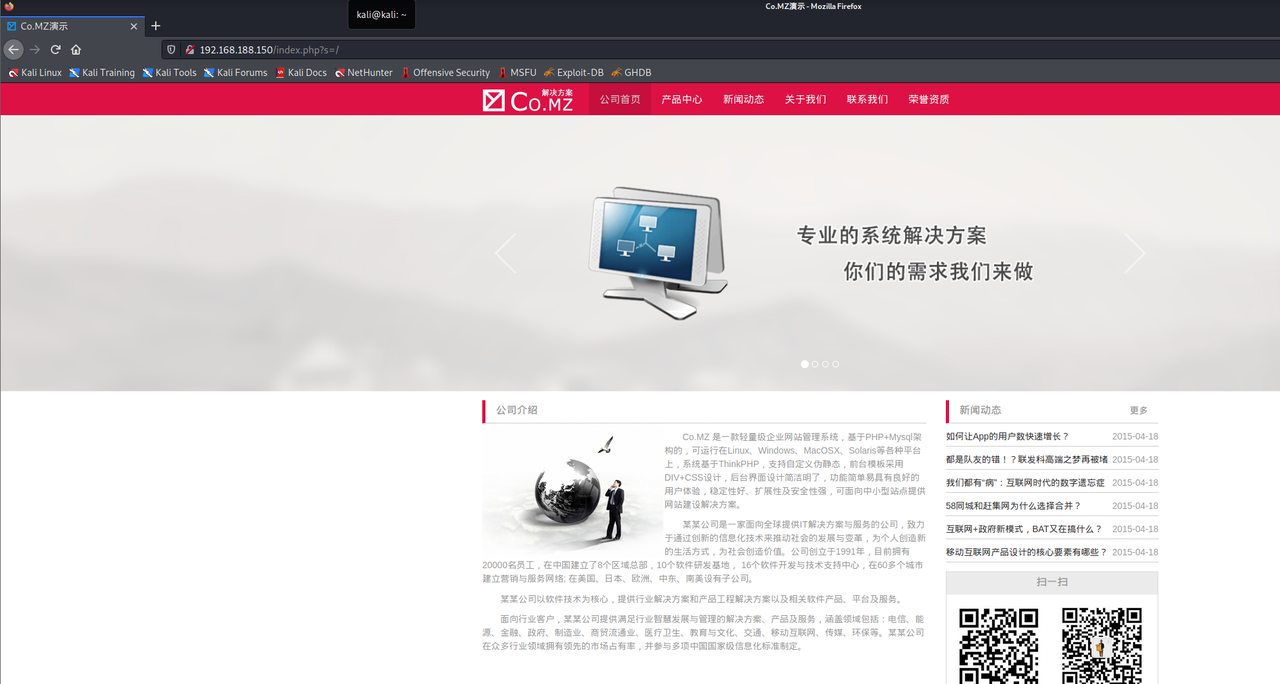 Co.MZ演示 - Mozilla Firefox
kali@kali: ~
Co.MZ演示
192.168.188.150/index.php?s=/
Kali Linux Kali Training Kali Tools Kali Forums Kali Docs NetHunter Offensive Security MSFU Exploit-DB GHDB
解决方案
Co.MZ 公司首页 产品中心 新闻动态 关于我们 联系我们 荣誉资质
专业的系统解决方案
你们的需求我们来做
公司介绍
Co.MZ 是一款轻量级企业网站管理系统，基于PHP+Mysql架
构的，可运行在Linux、Windows、MacOSX、Solaris等各种平台
上，系统基于ThinkPHP，支持自定义伪静态，前台模板采用
DIV+CSS设计，后台界面设计简洁明了，功能简单易具有良好的
用户体验，稳定性好、扩展性及安全性强，可面向中小型站点提供
网站建设解决方案。
某某公司是一家面向全球提供IT解决方案与服务的公司，致力
于通过创新的信息化技术来推动社会的发展与变革，为个人创造新
的生活方式，为社会创造价值。公司创立于1991年，目前拥有
20000名员工，在中国建立了8个区域总部，10个软件研发基地， 16个软件开发与技术支持中心，在60多个城市
建立营销与服务网络; 在美国、日本、欧洲、中东、南美设有子公司。
某某公司以软件技术为核心，提供行业解决方案和产品工程解决方案以及相关软件产品、平台及服务。
面向行业客户，某某公司提供满足行业智慧发展与管理的解决方案、产品及服务，涵盖领域包括：电信、能
源、金融、政府、制造业、商贸流通业、医疗卫生、教育与文化、交通、移动互联网、传媒、环保等。某某公司
在众多行业领域拥有领先的市场占有率，并参与多项中国国家级信息化标准制定。
新闻动态 更多
如何让App的用户数快速增长？ 2015-04-18
都是队友的错！？联发科高端之梦再被堵 2015-04-18
我们都有“病”：互联网时代的数字遗忘症 2015-04-18
58同城和赶集网为什么选择合并？ 2015-04-18
互联网+政府新模式，BAT又在搞什么？ 2015-04-18
移动互联网产品设计的核心要素有哪些？ 2015-04-18
扫一扫